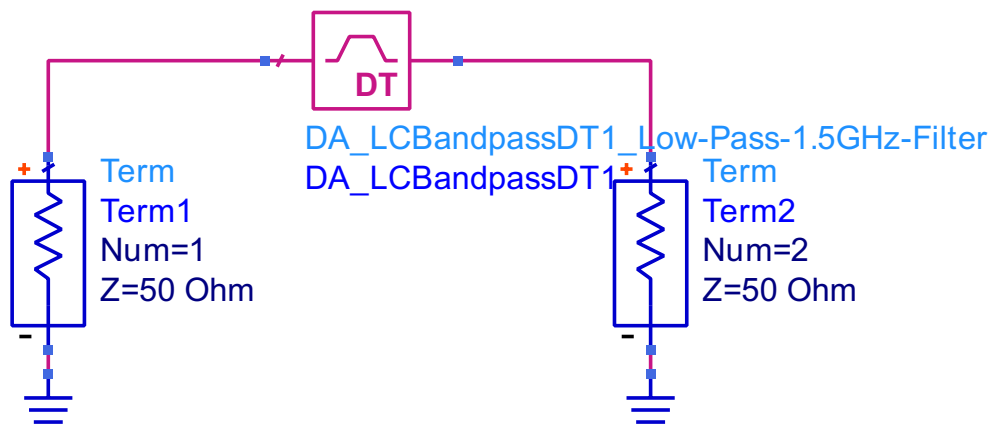 DT
DA_LCBandpassDT1_Low-Pass-1.5GHz-Filter
DA_LCBandpassDT1
+
Term
Term1
Num=1
Z=50 Ohm
-
+
Term
Term2
Num=2
Z=50 Ohm
-